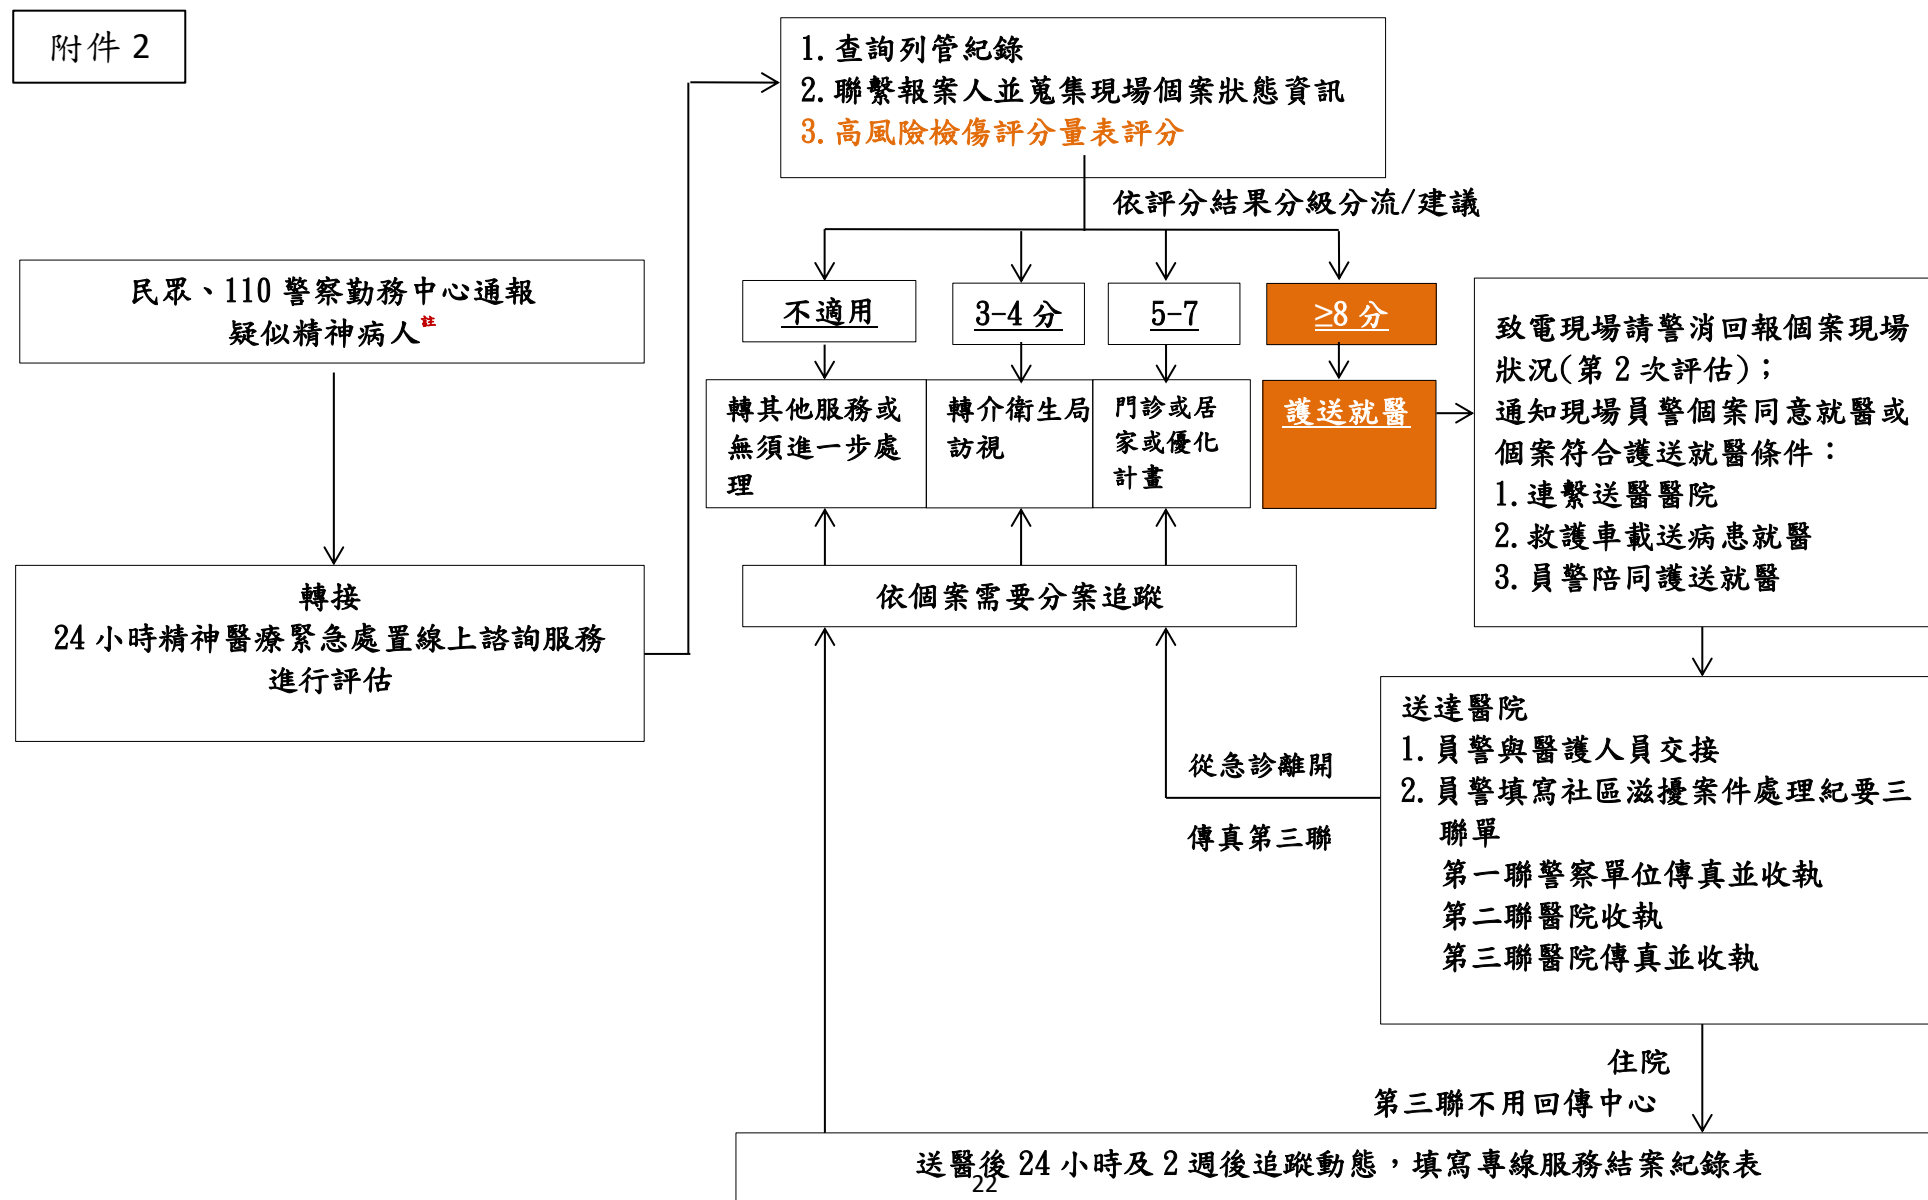 附件 2
1. 查詢列管紀錄
2. 聯繫報案人並蒐集現場個案狀態資訊
3. 高風險檢傷評分量表評分
依評分結果分級分流/建議
民眾、110 警察勤務中心通報
疑似精神病人註
轉接
24 小時精神醫療緊急處置線上諮詢服務
進行評估
不適用
3-4 分
5-7
≥8 分
轉其他服務或
無須進一步處
理
轉介衛生局
訪視
門診或居
家或優化
計畫
護送就醫
致電現場請警消回報個案現場
狀況(第 2 次評估)；
通知現場員警個案同意就醫或
個案符合護送就醫條件：
1. 連繫送醫醫院
2. 救護車載送病患就醫
3. 員警陪同護送就醫
依個案需要分案追蹤
送達醫院
1. 員警與醫護人員交接
2. 員警填寫社區滋擾案件處理紀要三
聯單
第一聯警察單位傳真並收執
第二聯醫院收執
第三聯醫院傳真並收執
從急診離開
傳真第三聯
住院
第三聯不用回傳中心
送醫後 24 小時及 2 週後追蹤動態，填寫專線服務結案紀錄表
22